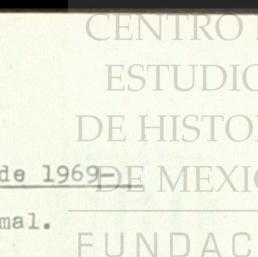 CENTRO
ESTUDIO
DE HISTO
de 1969-
DE MEXIC
mal.
FUNDAC